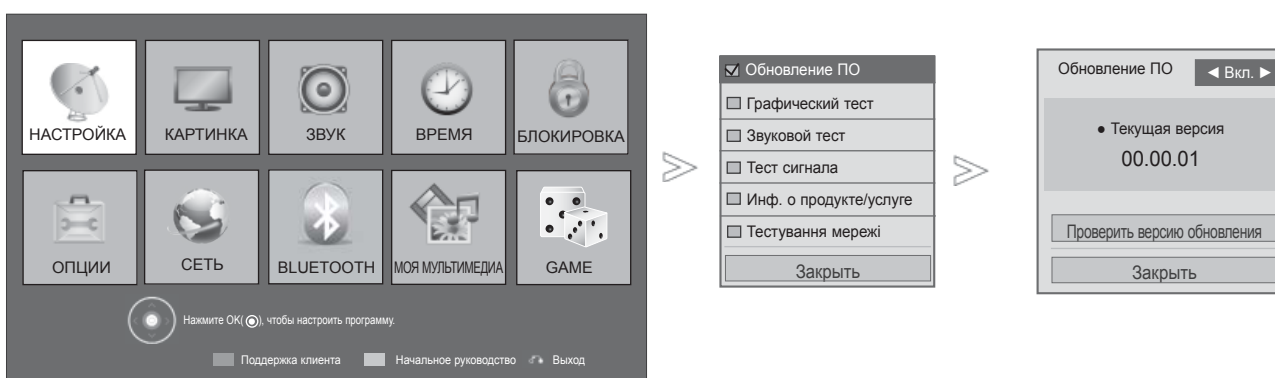 НАСТРОЙКА
КАРТИНКА
ЗВУК
ВРЕМЯ
БЛОКИРОВКА
ОПЦИИ
СЕТЬ
BLUETOOTH
МОЯ МУЛЬТИМЕДИА
GAME
Нажмите OK(◉), чтобы настроить программу.
Поддержка клиента Начальное руководство Выход
Обновление ПО
Графический тест
Звуковой тест
Тест сигнала
Инф. о продукте/услуге
Тестування мережі
Закрыть
Обновление ПО ◄ Вкл. ►
● Текущая версия
00.00.01
Проверить версию обновления
Закрыть